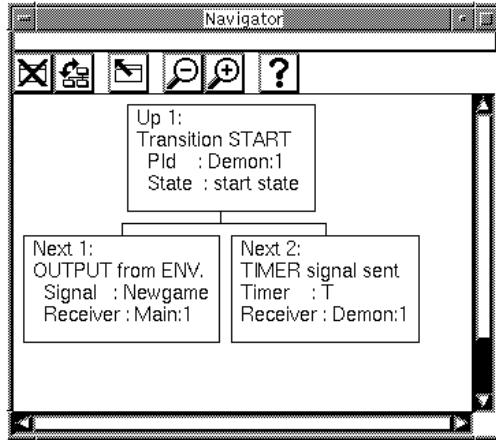 Navigator
?
Up 1:
Transition START
PId : Demon:1
State : start state
Next 1:
OUTPUT from ENV.
Signal : Newgame
Receiver : Main:1
Next 2:
TIMER signal sent
Timer : T
Receiver : Demon:1